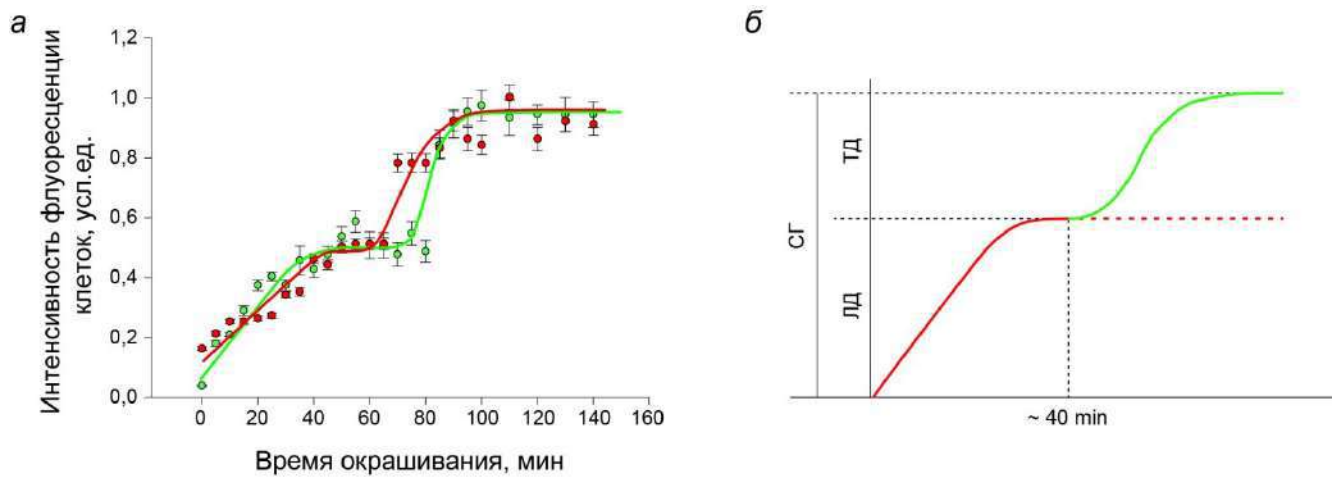 а
Интенсивность флуоресценции
клеток, усл.ед.
1,2
1,0
0,8
0,6
0,4
0,2
0,0
0 20 40 60 80 100 120 140 160
Время окрашивания, мин
б
СГ
ТД
ЛД
~ 40 min